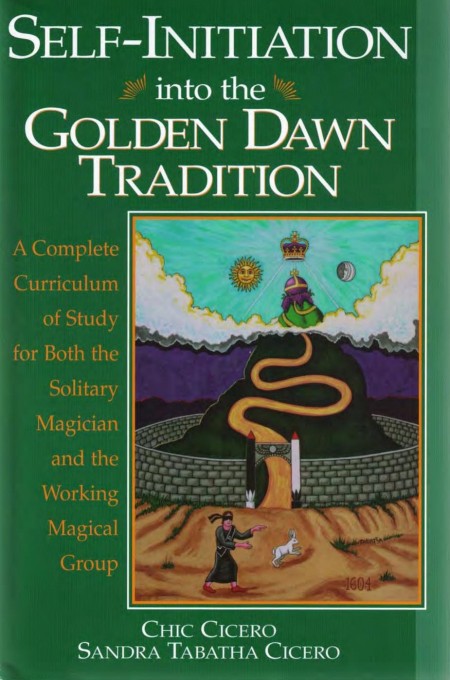 SELF-INITIATION
into the
GOLDEN DAWN
TRADITION
A Complete
Curriculum
of Study
for Both the
Solitary
Magician
and the
Working
Magical
Group
1604
CHIC CICERO
SANDRA TABATHA CICERO